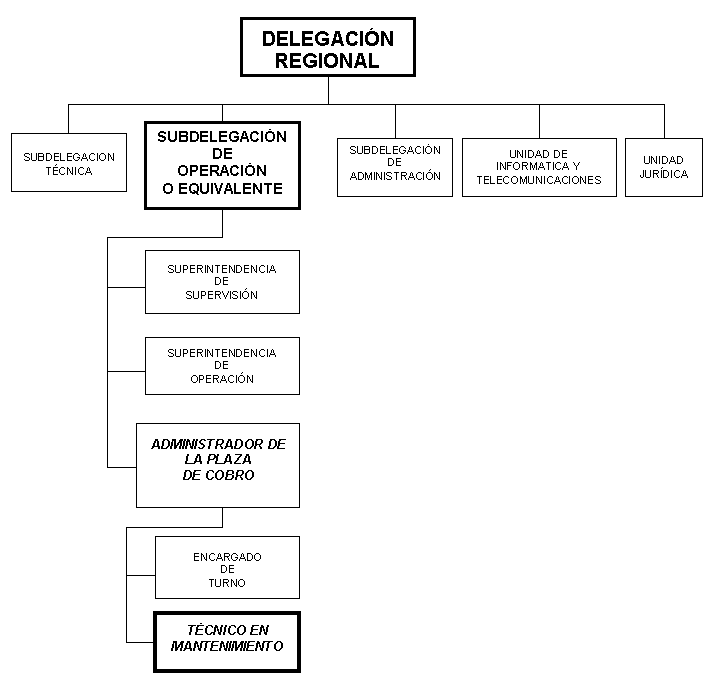 DELEGACIÓN
REGIONAL
SUBDELEGACION
TÉCNICA
SUBDELEGACIÓN
DE
OPERACIÓN
O EQUIVALENTE
SUBDELEGACIÓN
DE
ADMINISTRACIÓN
UNIDAD DE
INFORMATICA Y
TELECOMUNICACIONES
UNIDAD
JURÍDICA
SUPERINTENDENCIA
DE
SUPERVISIÓN
SUPERINTENDENCIA
DE
OPERACIÓN
ADMINISTRADOR DE
LA PLAZA
DE COBRO
ENCARGADO
DE
TURNO
TÉCNICO EN
MANTENIMIENTO